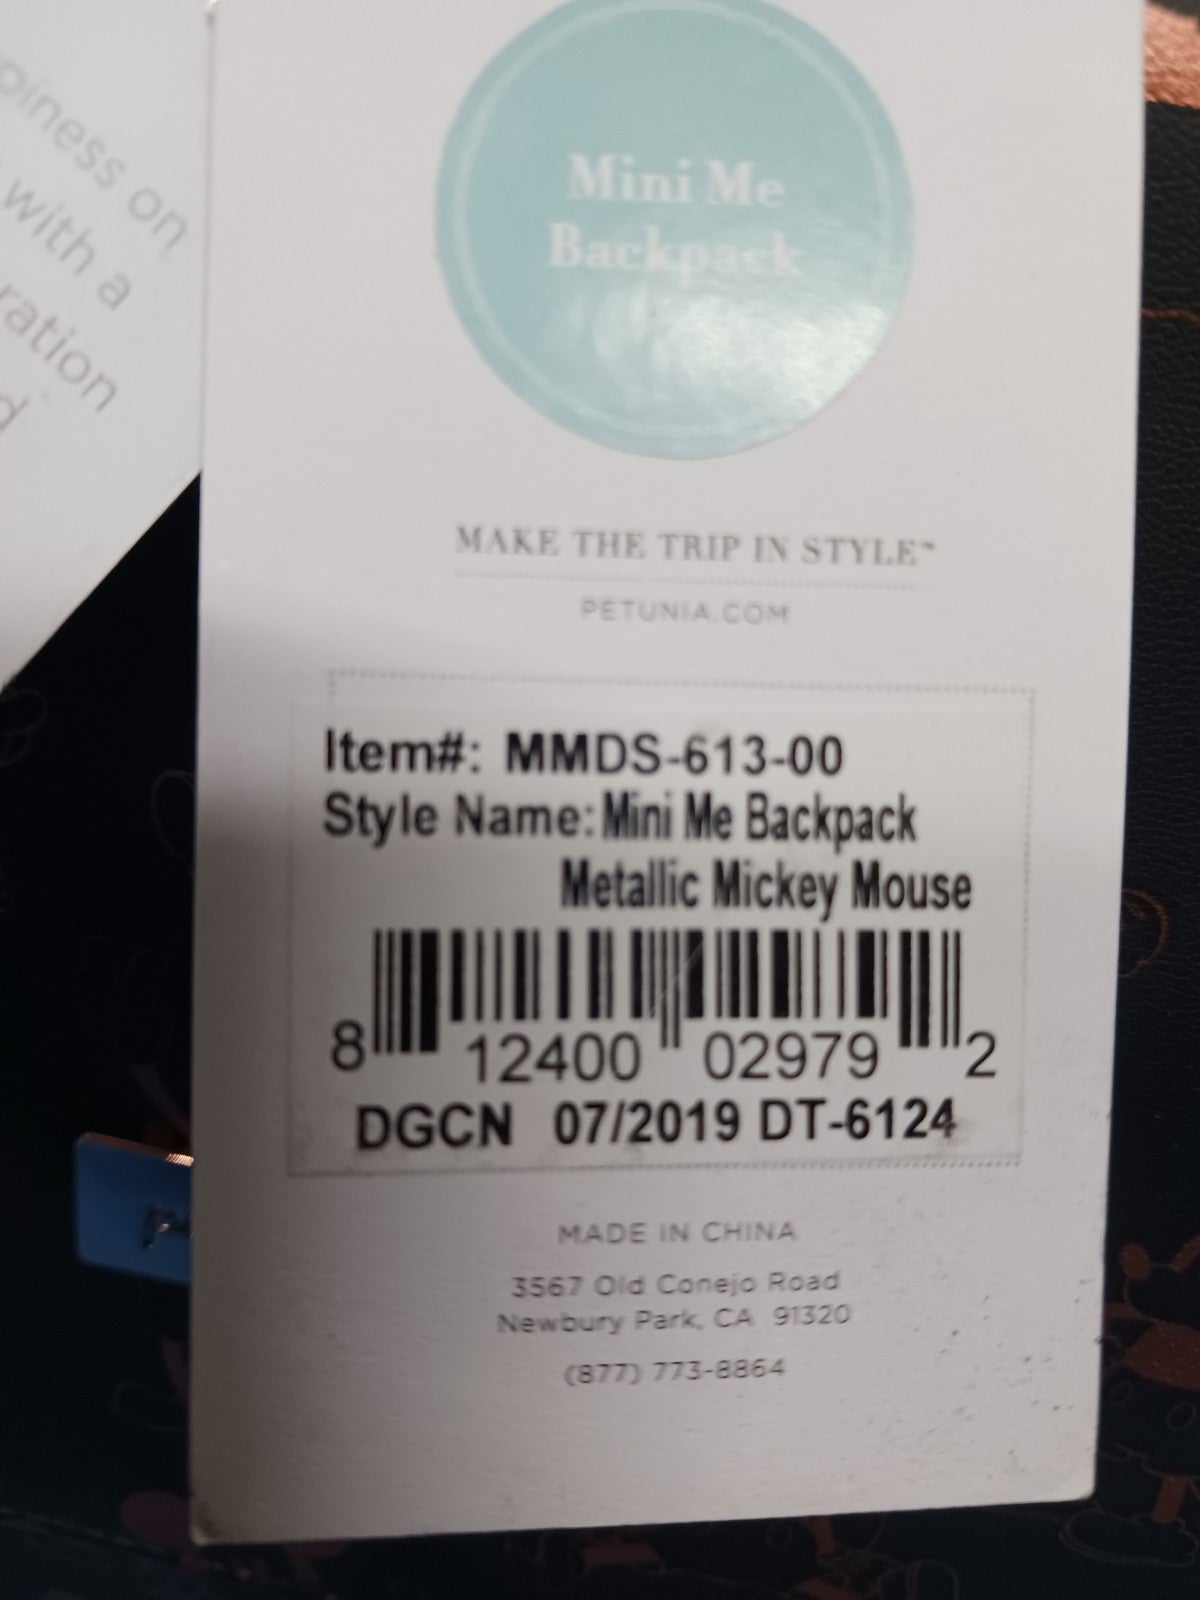 on
with a
Mini Me
Backpack
MAKE THE TRIP IN STYLE™
PETUNIA.COM
Item#: MMDS-613-00
Style Name: Mini Me Backpack
Metallic Mickey Mouse
8 12400 02979 2
DGCN 07/2019 DT-6124
MADE IN CHINA
3567 Old Conejo Road
Newbury Park, CA 91320
(877) 773-8864